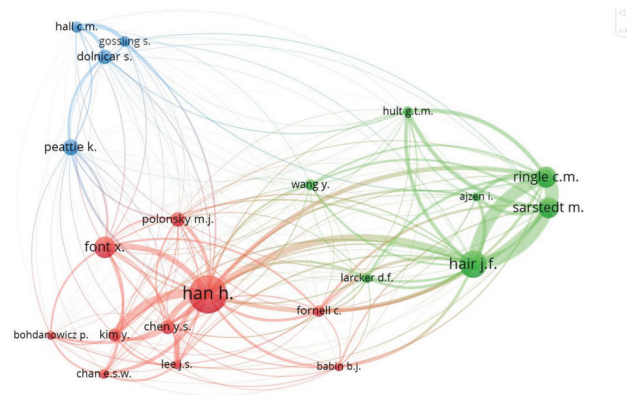 hall c.m.
gossling s.
dolnicar s.
hult g.t.m.
peattie k.
ringle c.m.
wang y.
ajzen i.
sarstedt m.
polonsky m.j.
font x.
hair j.f.
larcker d.f.
han h.
fornell c.
chen y.s.
bohdanowicz p.
kim y.
lee j.s.
babin b.j.
chan e.s.w.